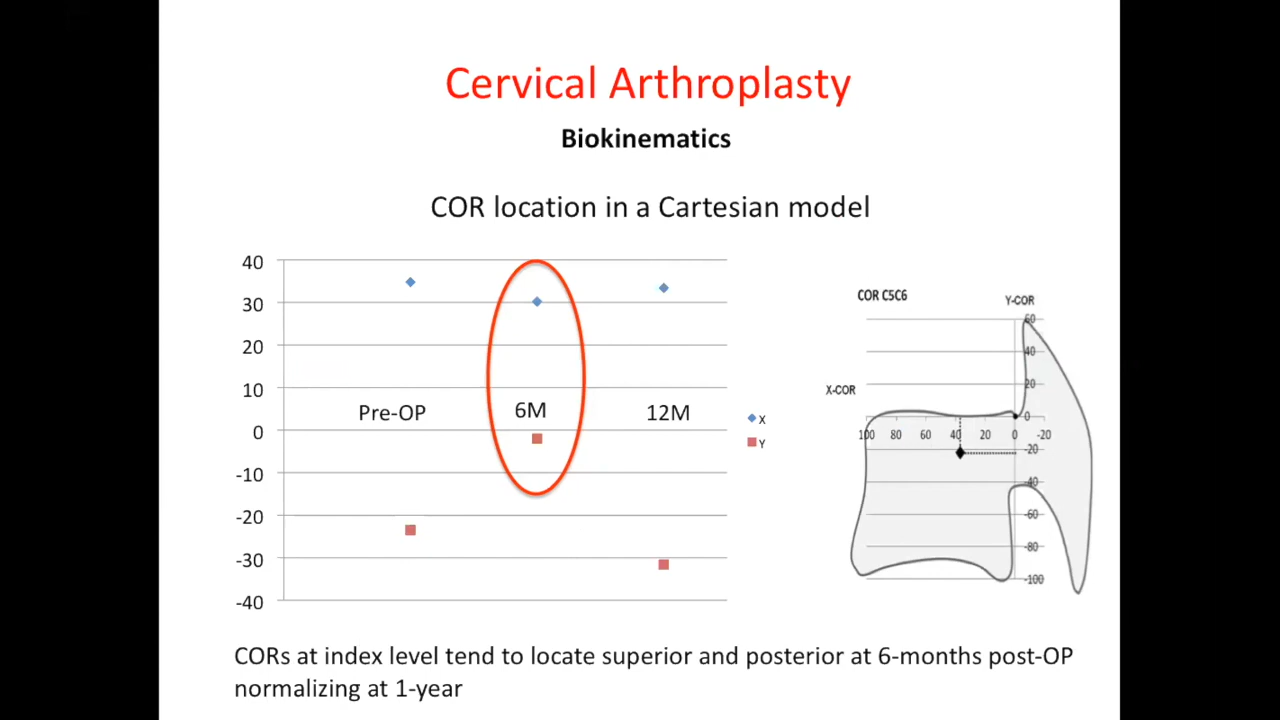 Cervical Arthroplasty
Biokinematics
COR location in a Cartesian model
40
30
20
10
0
-10
-20
-30
-40
Pre-OP
6M
12M
X
Y
COR C5C6
Y-COR
X-COR
60
40
20
0
100 80 60 40 20 0 -20
-20
-40
-60
-80
-100
CORs at index level tend to locate superior and posterior at 6-months post-OP
normalizing at 1-year